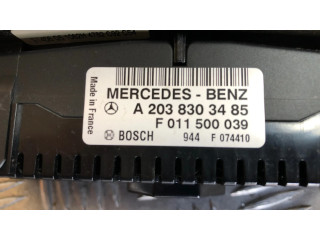 MERCEDES - BENZ
A 203 830 34 85
F 011 500 039
BOSCH 944 F 074410
Made in France